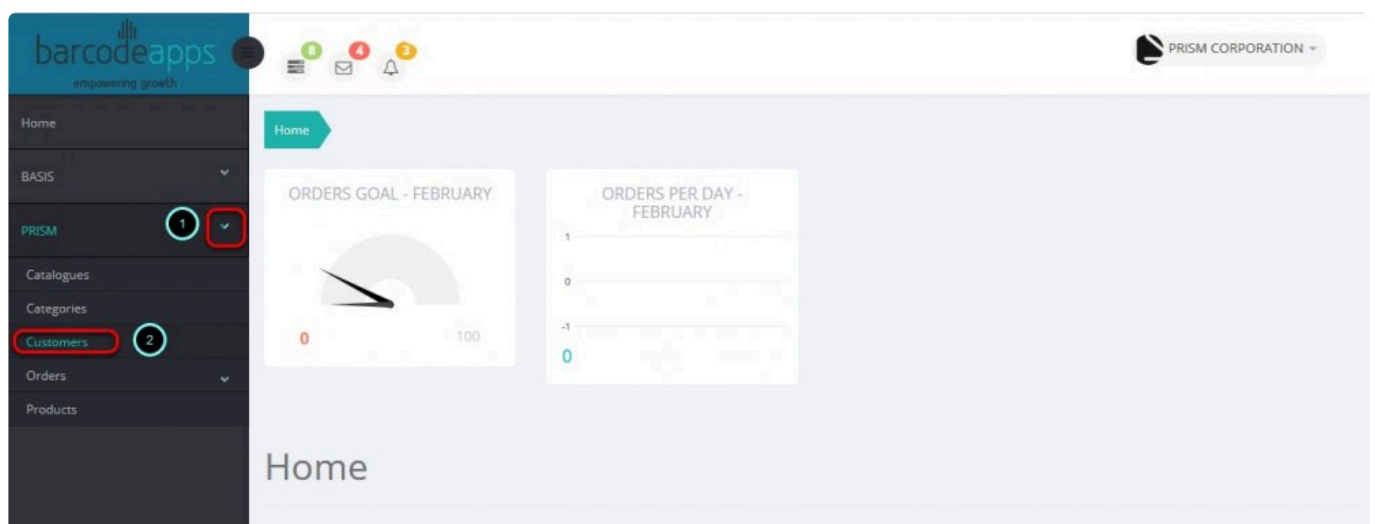 barcodeapps
empowering growth
8
4
3
PRISM CORPORATION
Home
BASIS
PRISM
1
Catalogues
Categories
Customers
2
Orders
Products
Home
ORDERS GOAL - FEBRUARY
0
100
ORDERS PER DAY -
FEBRUARY
1
0
-1
0
Home